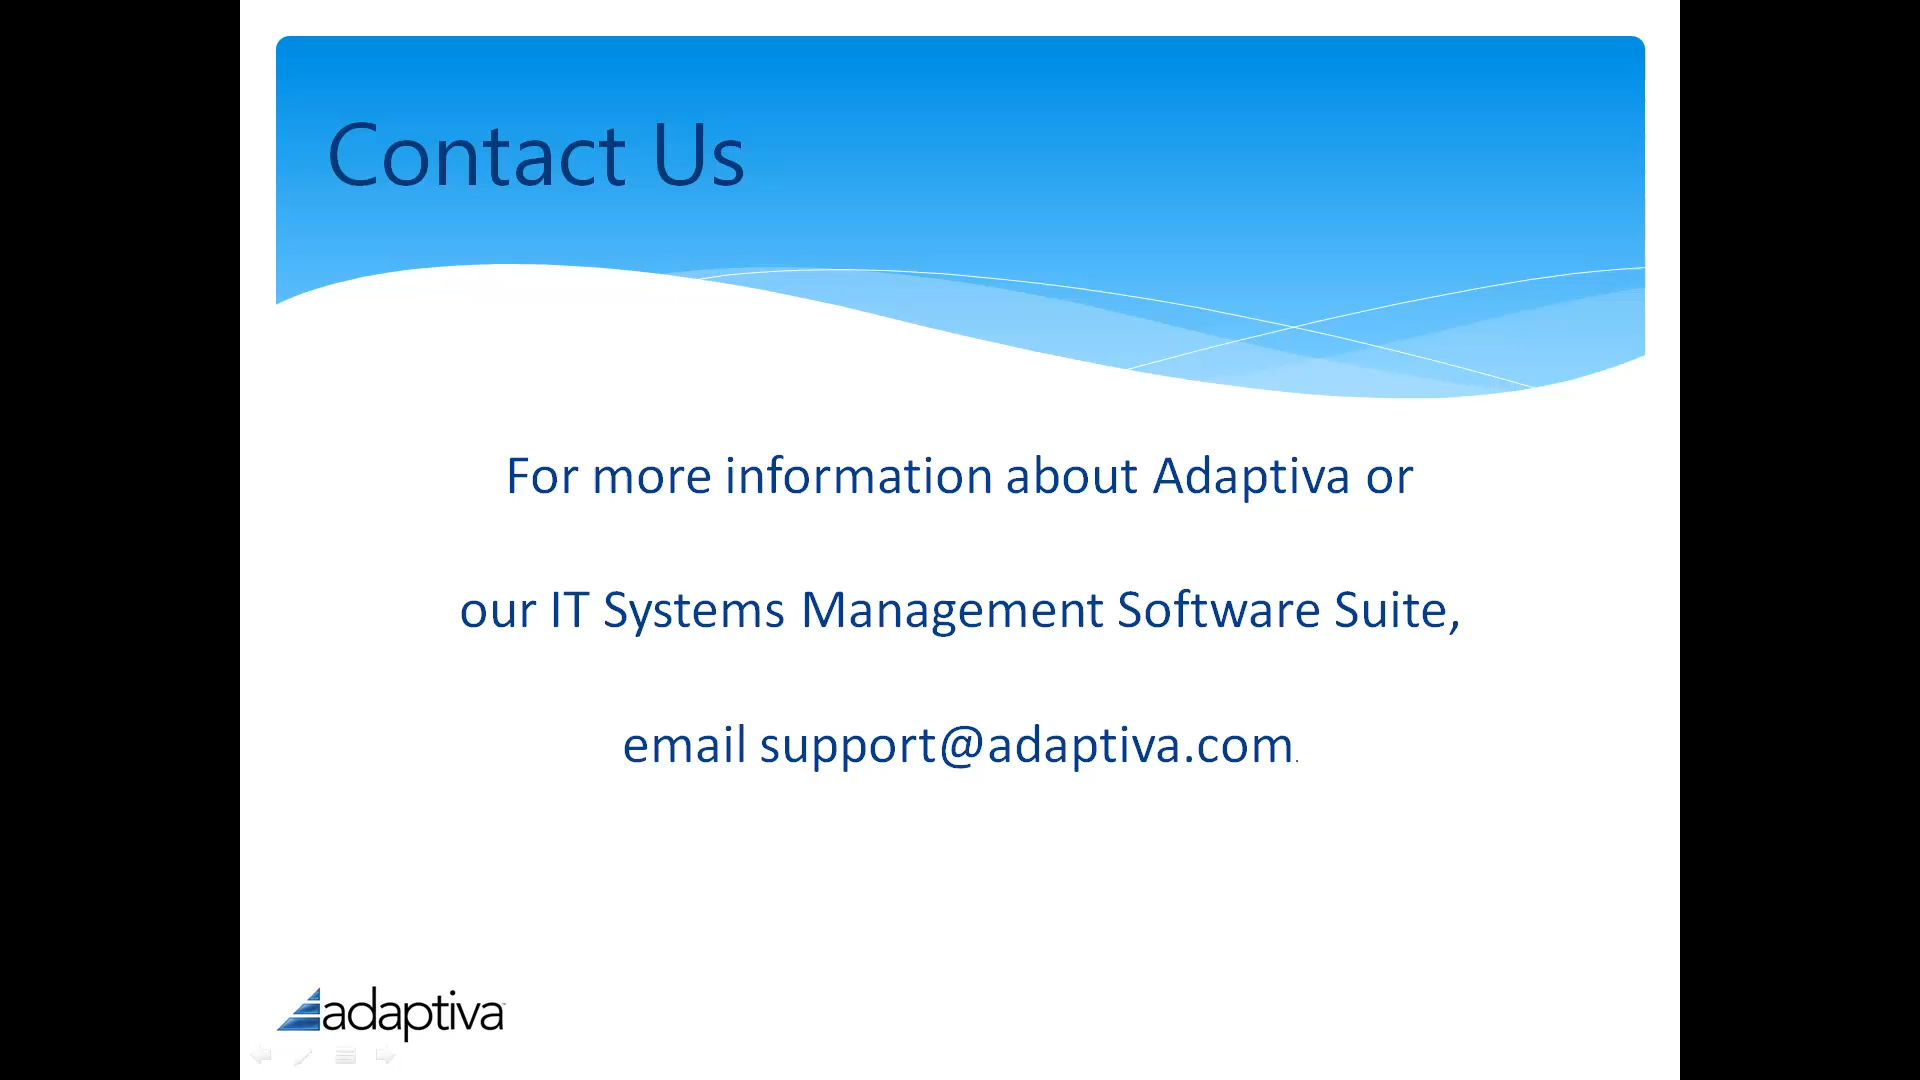 Contact Us
For more information about Adaptiva or
our IT Systems Management Software Suite,
email support@adaptiva.com.
adaptiva